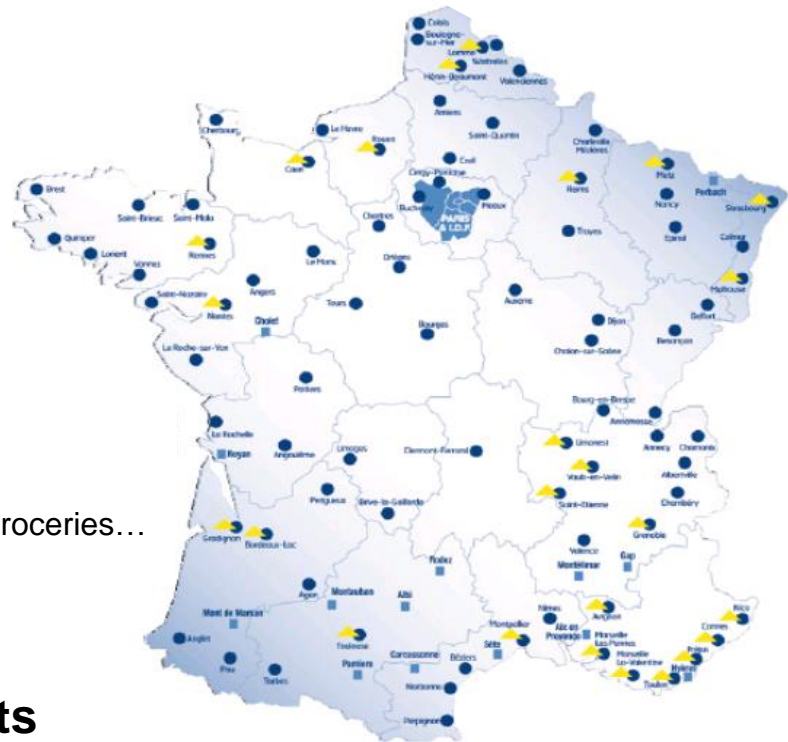 Calais
Boulogne-
sur-Mer
Lomme
Hénin-Beaumont
Valenciennes
Amiens
Saint-Quentin
Charleville
Mézières
Cherbourg
Le Havre
Rouen
Caen
Creil
Cergy-Pontoise
Reims
Metz
Forbach
Buchelay
Meaux
PARIS
& I.D.F.
Nancy
Strasbourg
Brest
Saint-Brieuc
Saint-Malo
Chartres
Troyes
Epinal
Colmar
Quimper
Lorient
Rennes
Vannes
Le Mans
Orléans
Mulhouse
Saint-Nazaire
Angers
Auxerre
Belfort
Nantes
Tours
Cholet
Bourges
Dijon
Besançon
Chalon-sur-Saône
La Roche-sur-Yon
Poitiers
Bourg-en-Bresse
Annemasse
La Rochelle
Royan
Angoulême
Limoges
Clermont-Ferrand
Limonest
Annecy
Chamonix
Vaulx-en-Velin
Albertville
Périgueux
Brive-la-Gaillarde
Saint-Etienne
Chambéry
roceries…
Gradignan
Bordeaux-Lac
Grenoble
Valence
Rodez
Montélimar
Gap
Agen
Montauban
Albi
Mont de Marsan
Nîmes
Avignon
Nice
Montpellier
Aix en
Provence
Cannes
Anglet
Toulouse
Marseille
Les Pennes
Fréjus
Carcassonne
Béziers
Sète
Marseille
La Valentine
Hyères
Pau
Tarbes
Pamiers
Toulon
Narbonne
Perpignan
ts